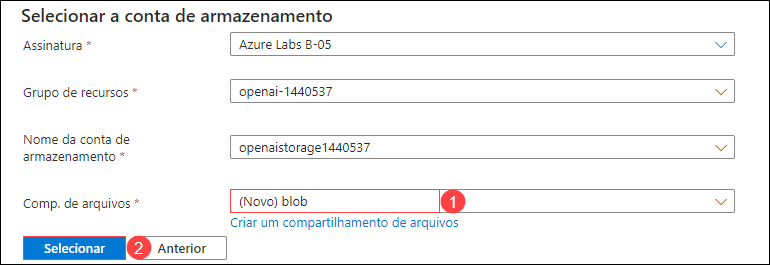 Selecionar a conta de armazenamento
Assinatura *
Azure Labs B-05
Grupo de recursos *
openai-1440537
Nome da conta de
armazenamento *
openaistorage1440537
Comp. de arquivos *
(Novo) blob
1
Criar um compartilhamento de arquivos
Selecionar
2
Anterior